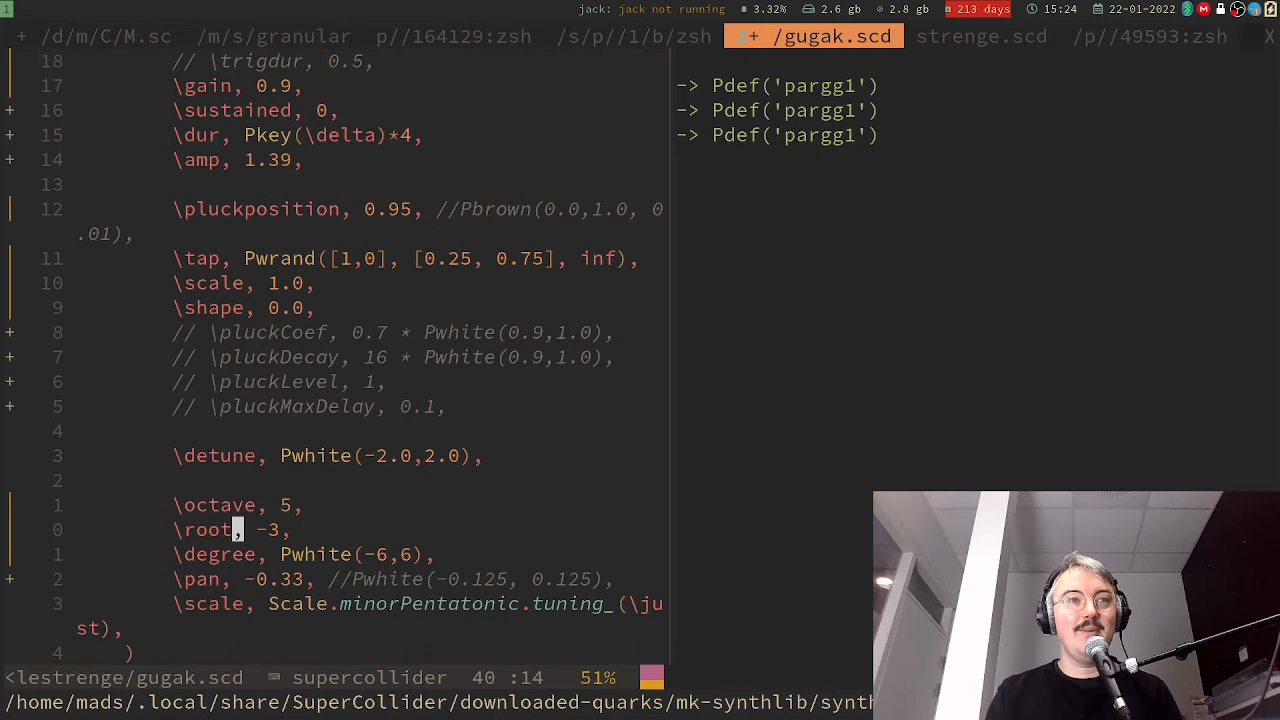 1 jack: jack not running 3.32% 2.6 gb 2.8 gb 213 days 15:24 22-01-2022
+ /d/m/C/M.sc /m/s/granular p//164129:zsh /s/p//1/b/zsh 2+ /gugak.scd strenge.scd /p//49593:zsh X
18 // \trigdur, 0.5,
17 \gain, 0.9,
+ 16 \sustained, 0,
+ 15 \dur, Pkey(\delta)*4,
+ 14 \amp, 1.39,
13
12 \pluckposition, 0.95, //Pbrown(0.0,1.0, 0
.01),
11 \tap, Pwrand([1,0], [0.25, 0.75], inf),
10 \scale, 1.0,
9 \shape, 0.0,
+ 8 // \pluckCoef, 0.7 * Pwhite(0.9,1.0),
+ 7 // \pluckDecay, 16 * Pwhite(0.9,1.0),
+ 6 // \pluckLevel, 1,
+ 5 // \pluckMaxDelay, 0.1,
4
3 \detune, Pwhite(-2.0,2.0),
2
1 \octave, 5,
0 \root, -3,
1 \degree, Pwhite(-6,6),
+ 2 \pan, -0.33, //Pwhite(-0.125, 0.125),
3 \scale, Scale.minorPentatonic.tuning_(\ju
st),
4 )
-> Pdef('pargg1')
-> Pdef('pargg1')
-> Pdef('pargg1')
<lestrenge/gugak.scd supercollider 40 :14 51%
/home/mads/.local/share/SuperCollider/downloaded-quarks/mk-synthlib/synth